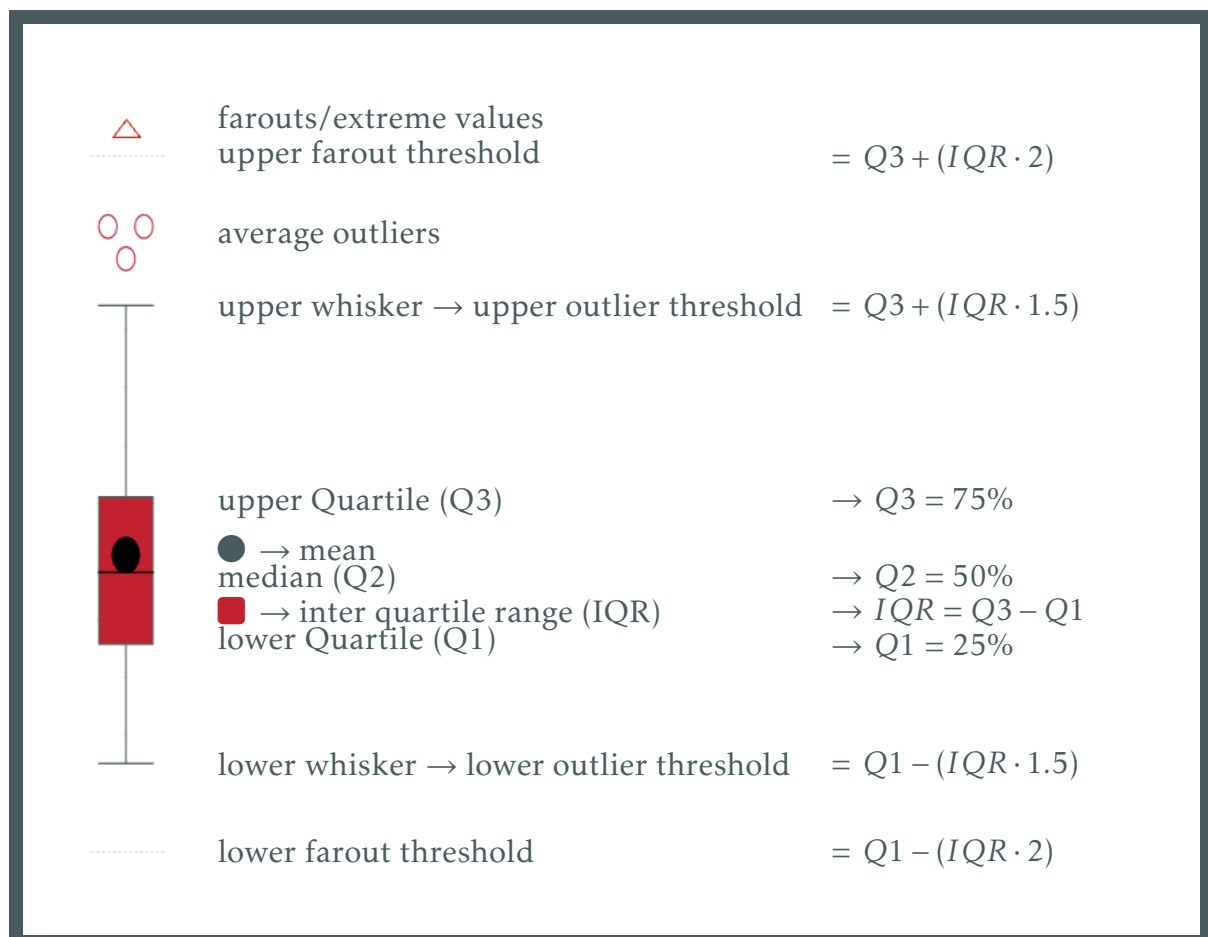 farouts/extreme values
upper farout threshold = Q3 + (IQR · 2)
average outliers
upper whisker → upper outlier threshold = Q3 + (IQR · 1.5)
upper Quartile (Q3) → Q3 = 75%
→ mean
median (Q2) → Q2 = 50%
→ inter quartile range (IQR) → IQR = Q3 − Q1
lower Quartile (Q1) → Q1 = 25%
lower whisker → lower outlier threshold = Q1 − (IQR · 1.5)
lower farout threshold = Q1 − (IQR · 2)